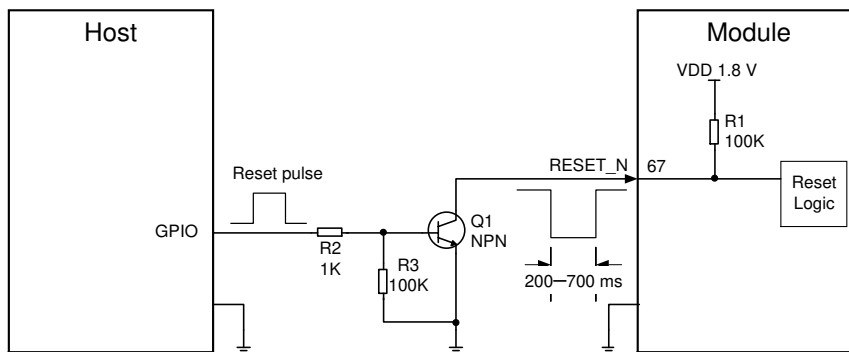 Host
Module
VDD 1.8 V
R1
100K
RESET_N
67
Reset pulse
Reset
Logic
GPIO
Q1
NPN
R2
1K
R3
100K
200—700 ms